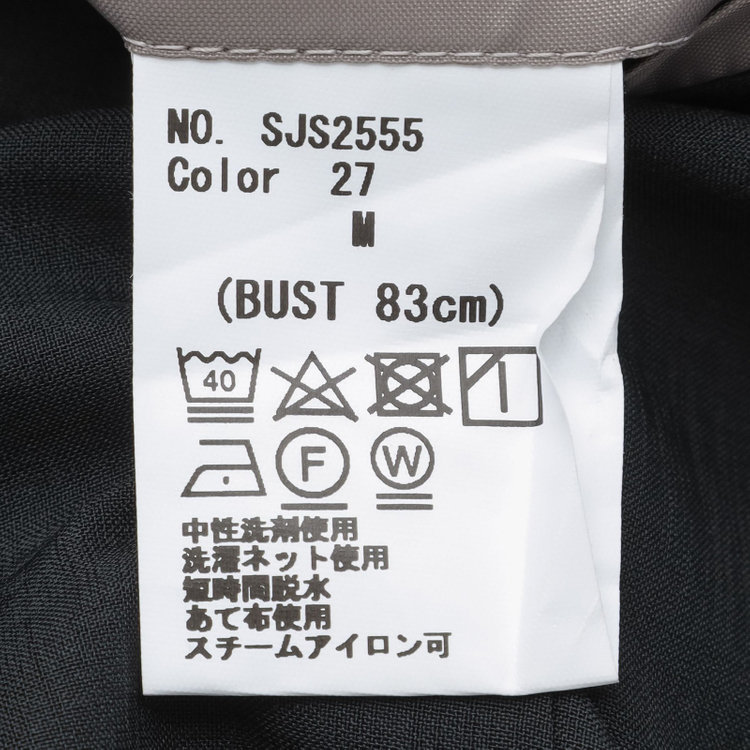 NO. SJS2555
Color 27
M
(BUST 83cm)
40
F W
中性洗剤使用
洗濯ネット使用
短時間脱水
あて布使用
スチームアイロン可